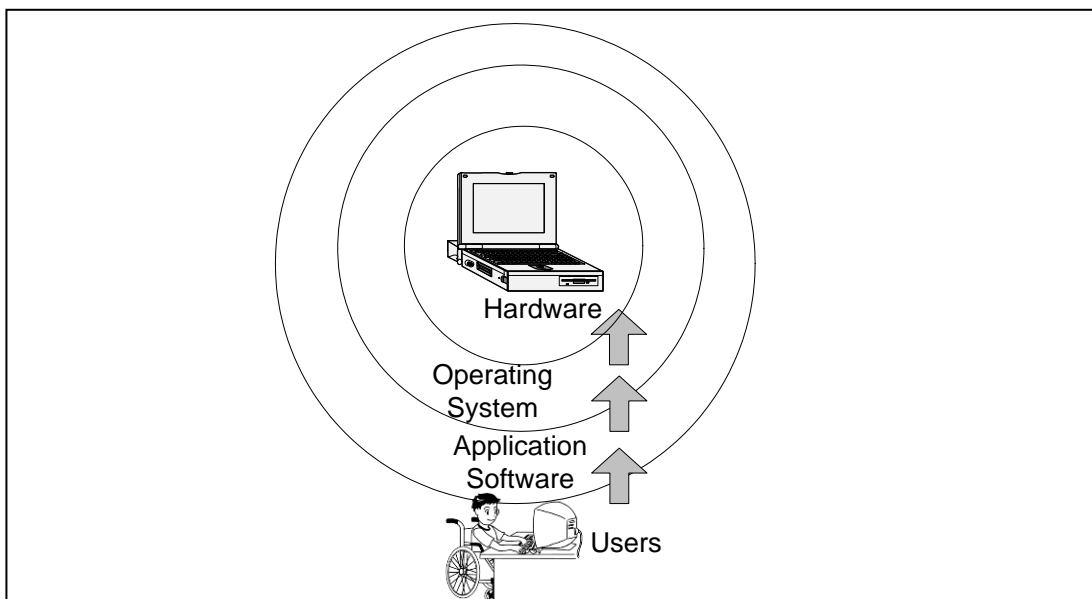 Hardware
Operating
System
Application
Software
Users